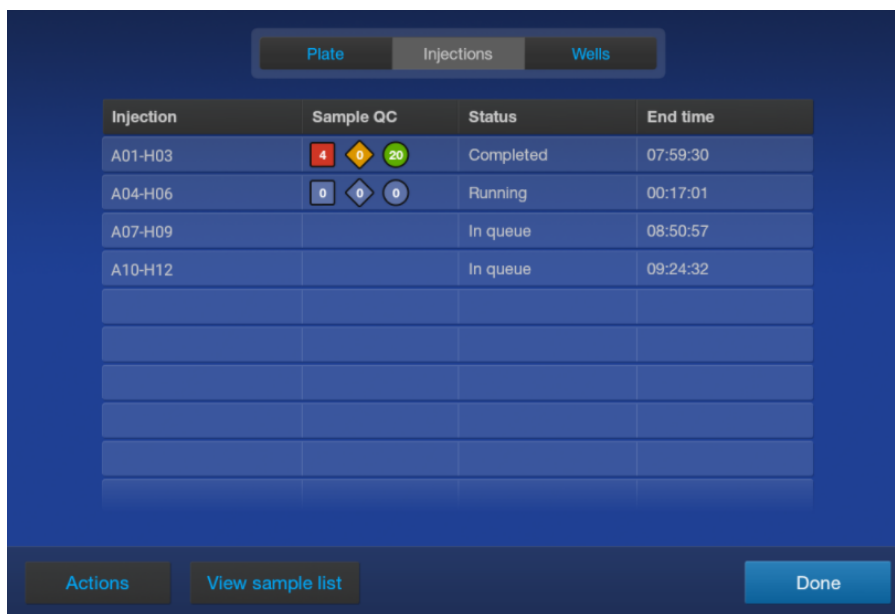 Plate Injections Wells
Injection Sample QC Status End time
A01-H03 4 0 20 Completed 07:59:30
A04-H06 0 0 0 Running 00:17:01
A07-H09 In queue 08:50:57
A10-H12 In queue 09:24:32
Actions View sample list Done